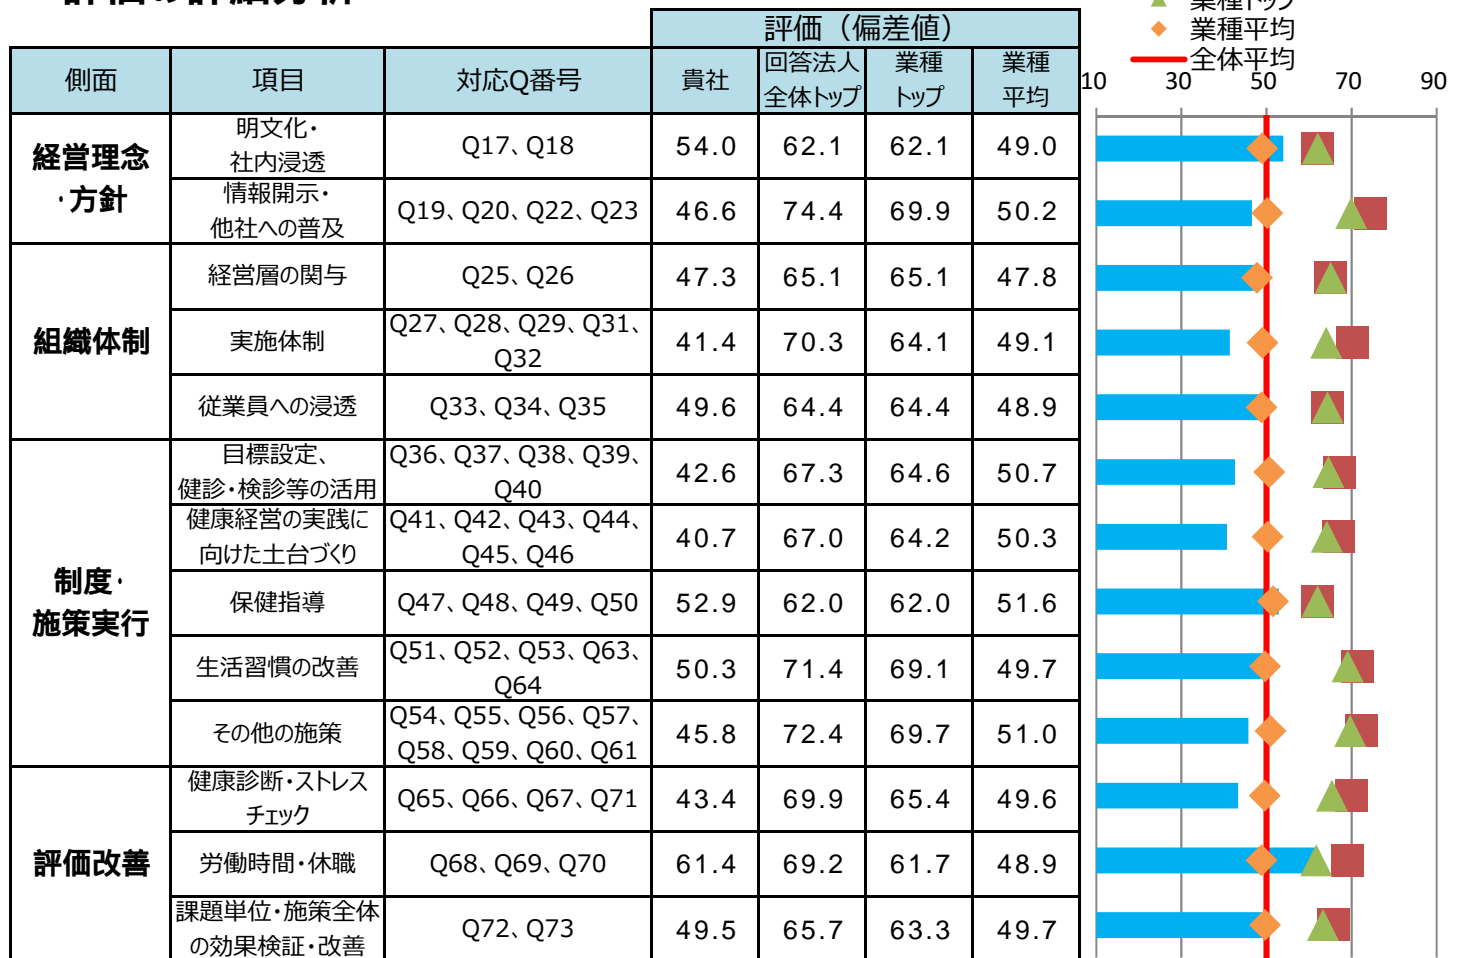 評価の詳細分析
業種トップ
業種平均
全体平均
評価（偏差値）
側面 項目 対応Q番号 貴社 回答法人全体トップ 業種トップ 業種平均
10 30 50 70 90
経営理念・方針
明文化・社内浸透 Q17、Q18 54.0 62.1 62.1 49.0
情報開示・他社への普及 Q19、Q20、Q22、Q23 46.6 74.4 69.9 50.2
組織体制
経営層の関与 Q25、Q26 47.3 65.1 65.1 47.8
実施体制 Q27、Q28、Q29、Q31、Q32 41.4 70.3 64.1 49.1
従業員への浸透 Q33、Q34、Q35 49.6 64.4 64.4 48.9
制度・施策実行
目標設定、健診・検診等の活用 Q36、Q37、Q38、Q39、Q40 42.6 67.3 64.6 50.7
健康経営の実践に向けた土台づくり Q41、Q42、Q43、Q44、Q45、Q46 40.7 67.0 64.2 50.3
保健指導 Q47、Q48、Q49、Q50 52.9 62.0 62.0 51.6
生活習慣の改善 Q51、Q52、Q53、Q63、Q64 50.3 71.4 69.1 49.7
その他の施策 Q54、Q55、Q56、Q57、Q58、Q59、Q60、Q61 45.8 72.4 69.7 51.0
評価改善
健康診断・ストレスチェック Q65、Q66、Q67、Q71 43.4 69.9 65.4 49.6
労働時間・休職 Q68、Q69、Q70 61.4 69.2 61.7 48.9
課題単位・施策全体の効果検証・改善 Q72、Q73 49.5 65.7 63.3 49.7